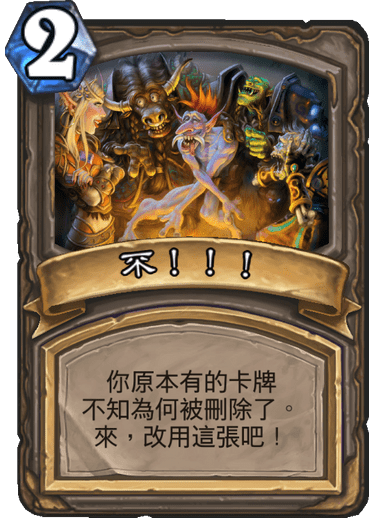 2
不！！！
你原本有的卡牌
不知為何被刪除了。
來，改用這張吧！